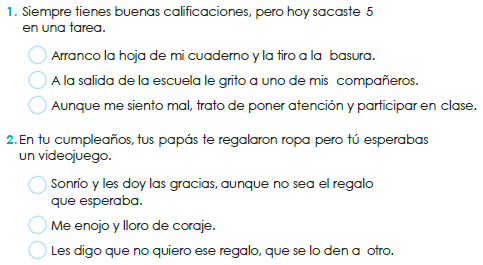 1. Siempre tienes buenas calificaciones, pero hoy sacaste 5
en una tarea.
Arranco la hoja de mi cuaderno y la tiro a la basura.
A la salida de la escuela le grito a uno de mis compañeros.
Aunque me siento mal, trato de poner atención y participar en clase.
2. En tu cumpleaños, tus papás te regalaron ropa pero tú esperabas
un videojuego.
Sonrío y les doy las gracias, aunque no sea el regalo
que esperaba.
Me enojo y lloro de coraje.
Les digo que no quiero ese regalo, que se lo den a otro.